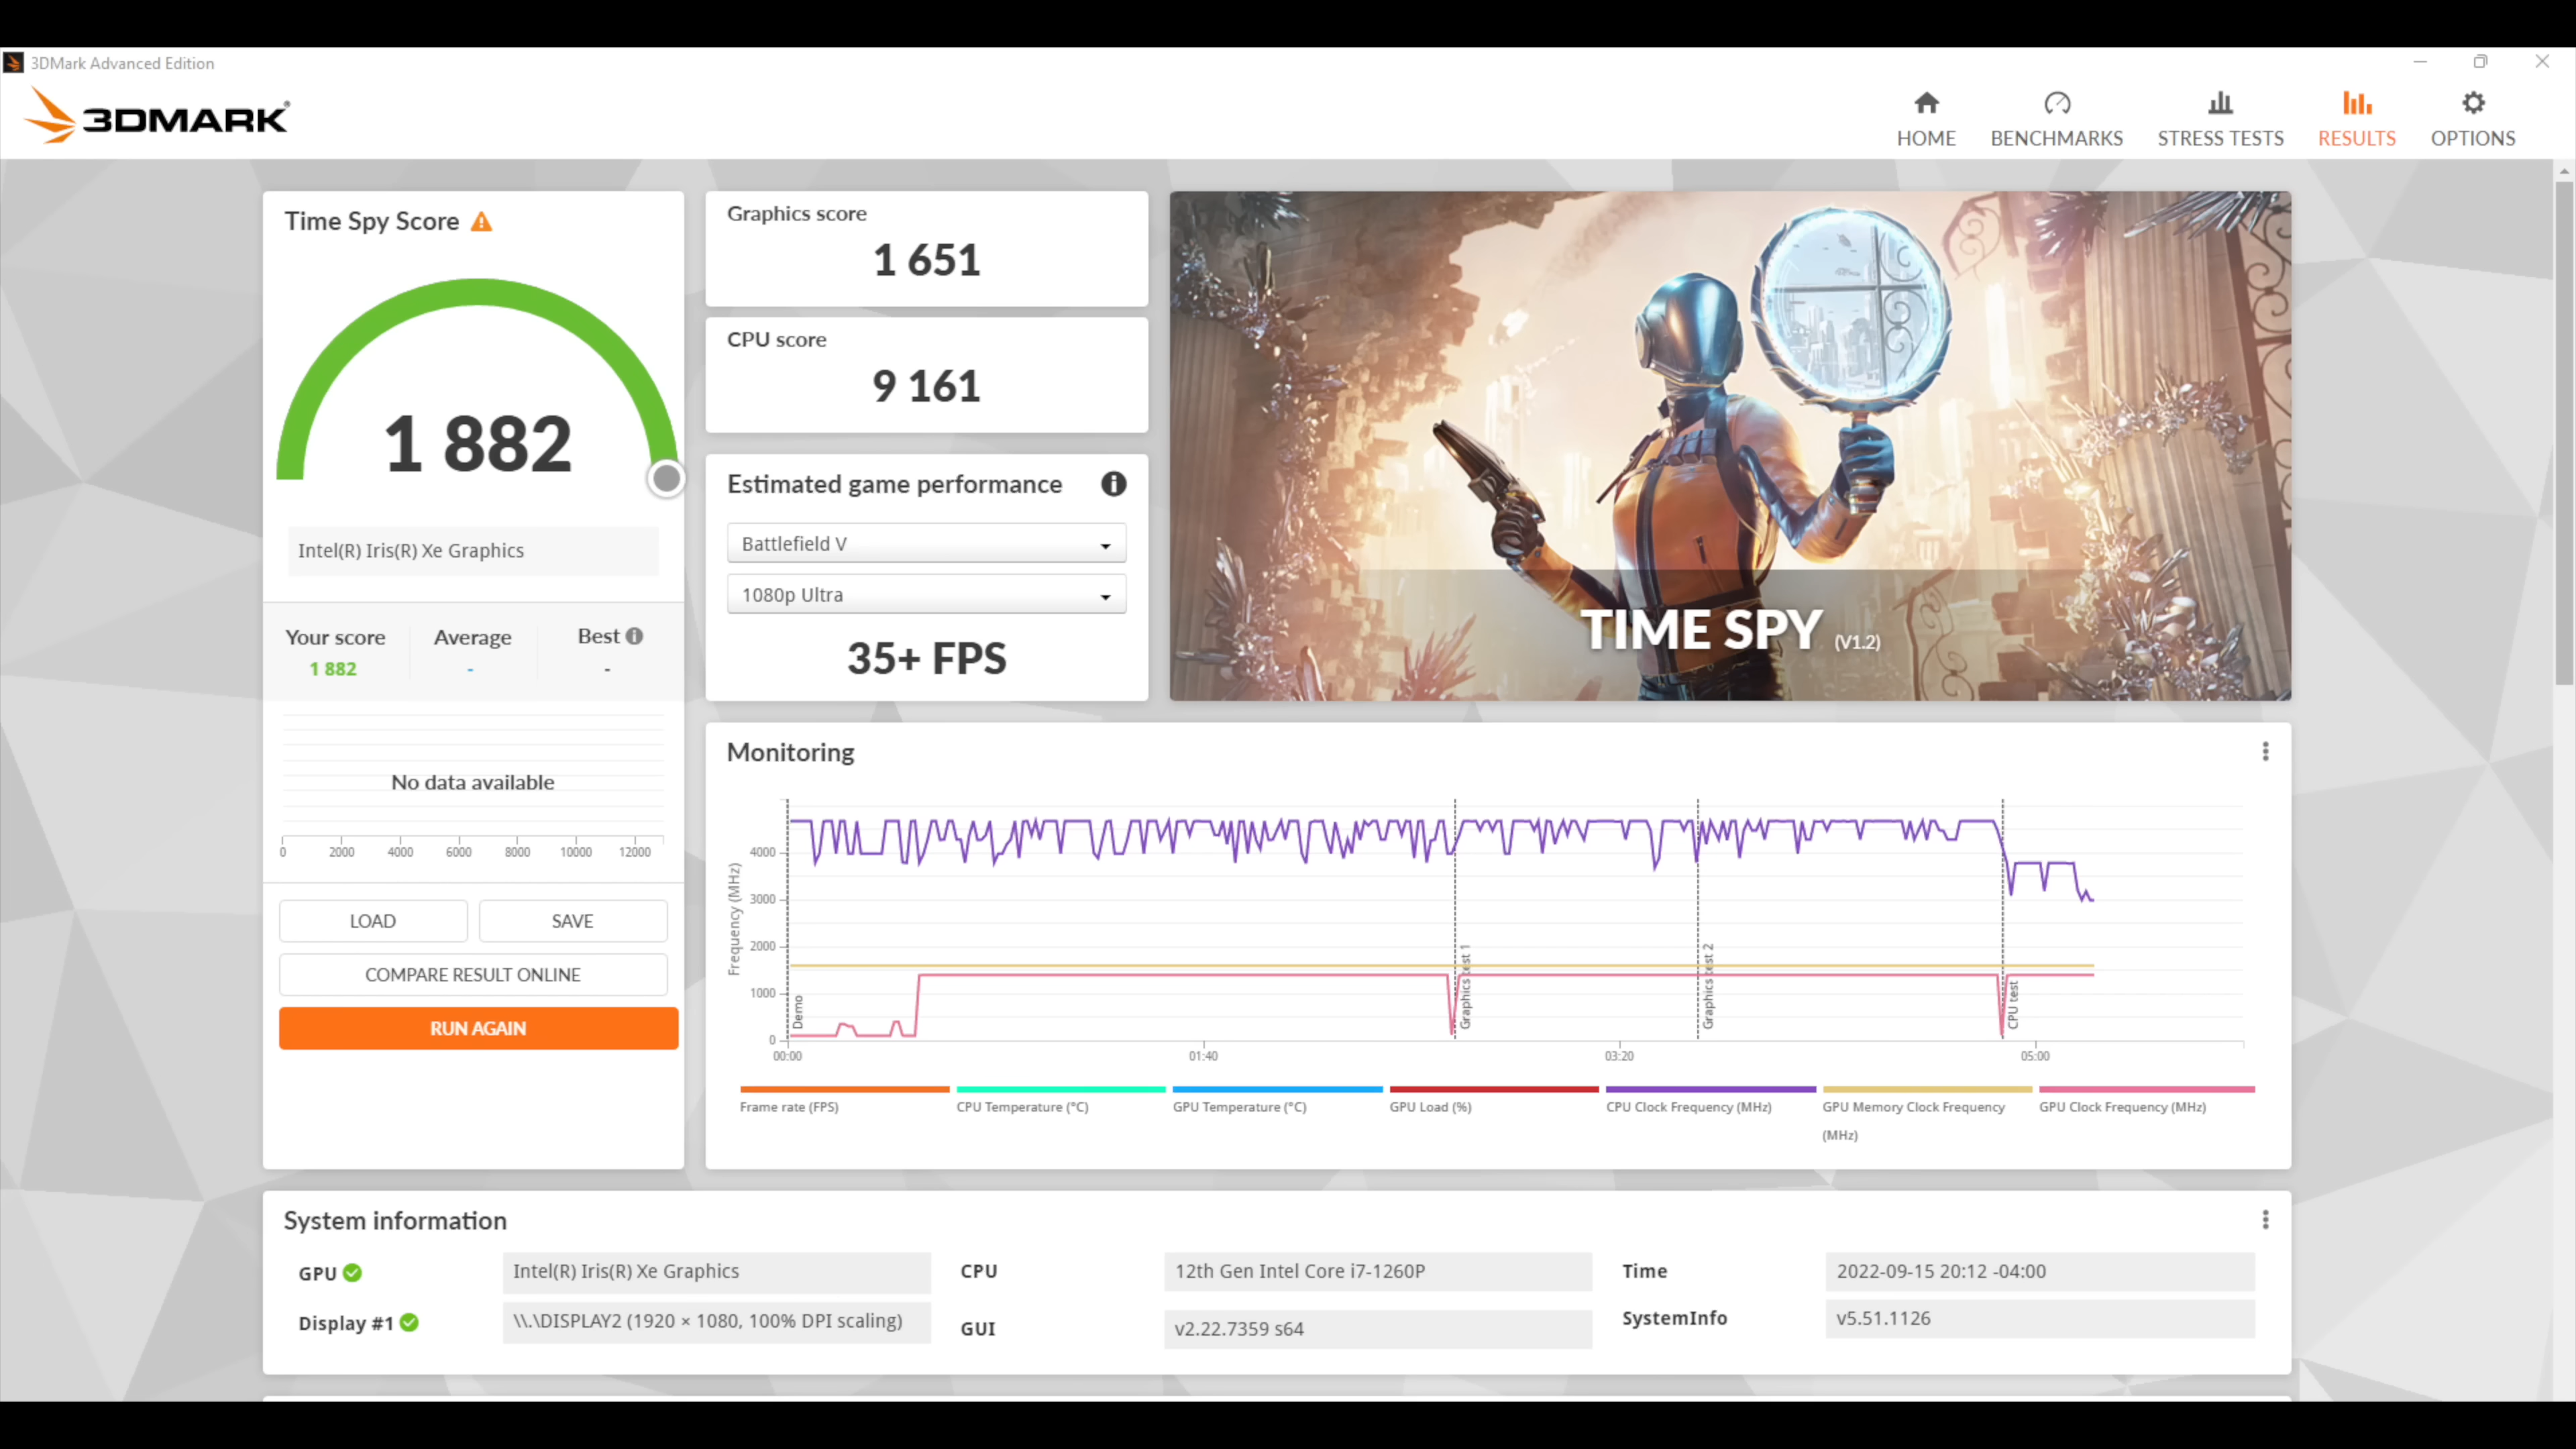 3DMark Advanced Edition
3DMARK®
HOME
BENCHMARKS
STRESS TESTS
RESULTS
OPTIONS
Time Spy Score
1 882
Intel(R) Iris(R) Xe Graphics
Your score
Average
Best
1 882
-
-
No data available
0 2000 4000 6000 8000 10000 12000
LOAD
SAVE
COMPARE RESULT ONLINE
RUN AGAIN
Graphics score
1 651
CPU score
9 161
Estimated game performance
Battlefield V
1080p Ultra
35+ FPS
TIME SPY (V1.2)
Monitoring
Frequency (MHz)
4000
3000
2000
1000
0
Demo
Graphics test 1
Graphics test 2
CPU test
00:00 01:40 03:20 05:00
Frame rate (FPS)
CPU Temperature (°C)
GPU Temperature (°C)
GPU Load (%)
CPU Clock Frequency (MHz)
GPU Memory Clock Frequency
(MHz)
GPU Clock Frequency (MHz)
System information
GPU
Intel(R) Iris(R) Xe Graphics
CPU
12th Gen Intel Core i7-1260P
Time
2022-09-15 20:12 -04:00
Display #1
\\.\DISPLAY2 (1920 × 1080, 100% DPI scaling)
GUI
v2.22.7359 s64
SystemInfo
v5.51.1126